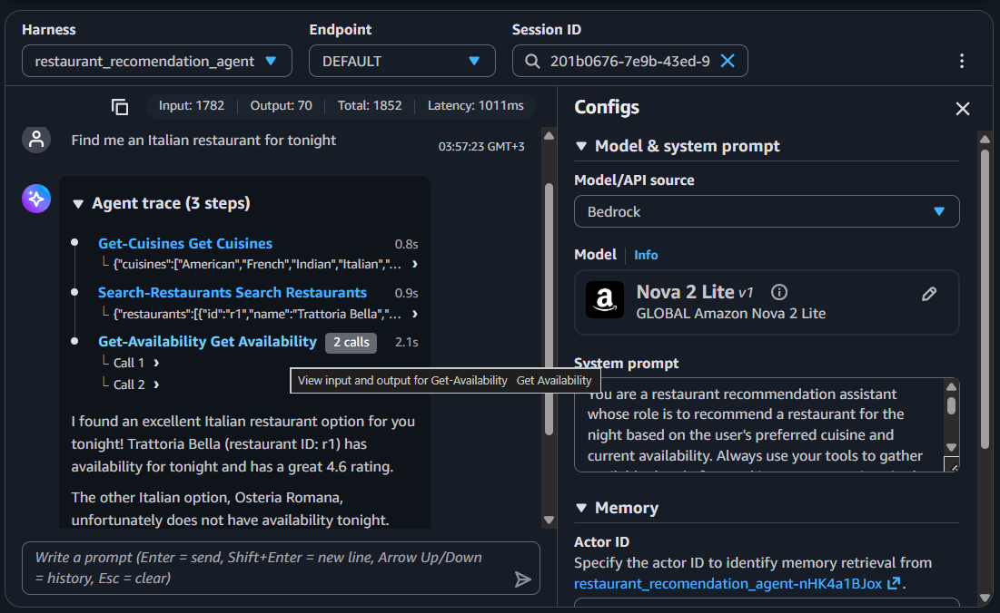 Harness
Endpoint
Session ID
restaurant_recomendation_agent
DEFAULT
201b0676-7e9b-43ed-9
Input: 1782
Output: 70
Total: 1852
Latency: 1011ms
Find me an Italian restaurant for tonight
03:57:23 GMT+3
Agent trace (3 steps)
Get-Cuisines Get Cuisines
0.8s
{"cuisines":["American","French","Indian","Italian","...
Search-Restaurants Search Restaurants
0.9s
{"restaurants":[{"id":"r1","name":"Trattoria Bella","...
Get-Availability Get Availability
2 calls
2.1s
Call 1
Call 2
View input and output for Get-Availability Get Availability
I found an excellent Italian restaurant option for you
tonight! Trattoria Bella (restaurant ID: r1) has
availability for tonight and has a great 4.6 rating.
The other Italian option, Osteria Romana,
unfortunately does not have availability tonight.
Write a prompt (Enter = send, Shift+Enter = new line, Arrow Up/Down
= history, Esc = clear)
Configs
Model & system prompt
Model/API source
Bedrock
Model
Info
Nova 2 Lite v1
GLOBAL Amazon Nova 2 Lite
System prompt
You are a restaurant recommendation assistant
whose role is to recommend a restaurant for the
night based on the user's preferred cuisine and
current availability. Always use your tools to gather
Memory
Actor ID
Specify the actor ID to identify memory retrieval from
restaurant_recomendation_agent-nHK4a1BJox .